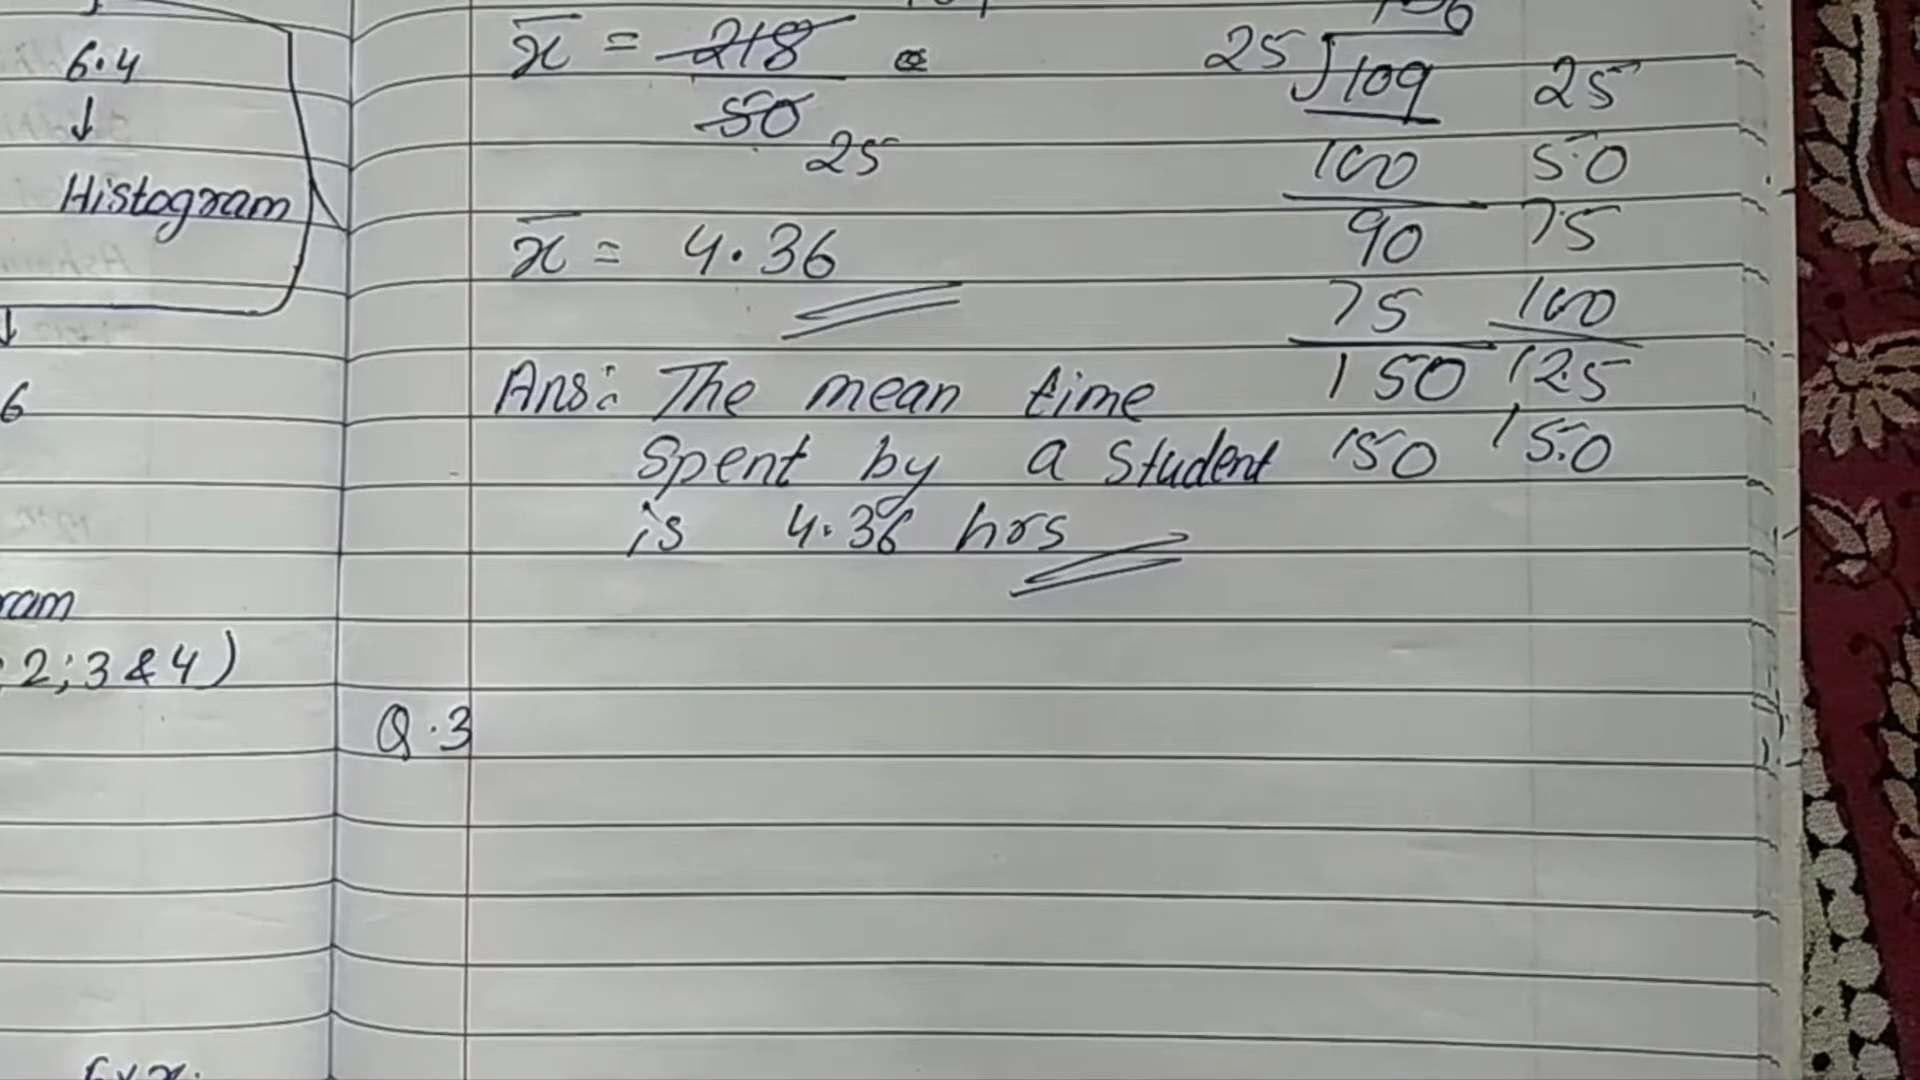 6.4
↓
Histogram
↓
6
ram
2;3 & 4)
x̄ = 218
50
25
x̄ = 4.36
Ans: The mean time
Spent by a student
is 4.36 hrs
Q.3
25 109
100
90
75
150
150
25
50
75
100
125
150